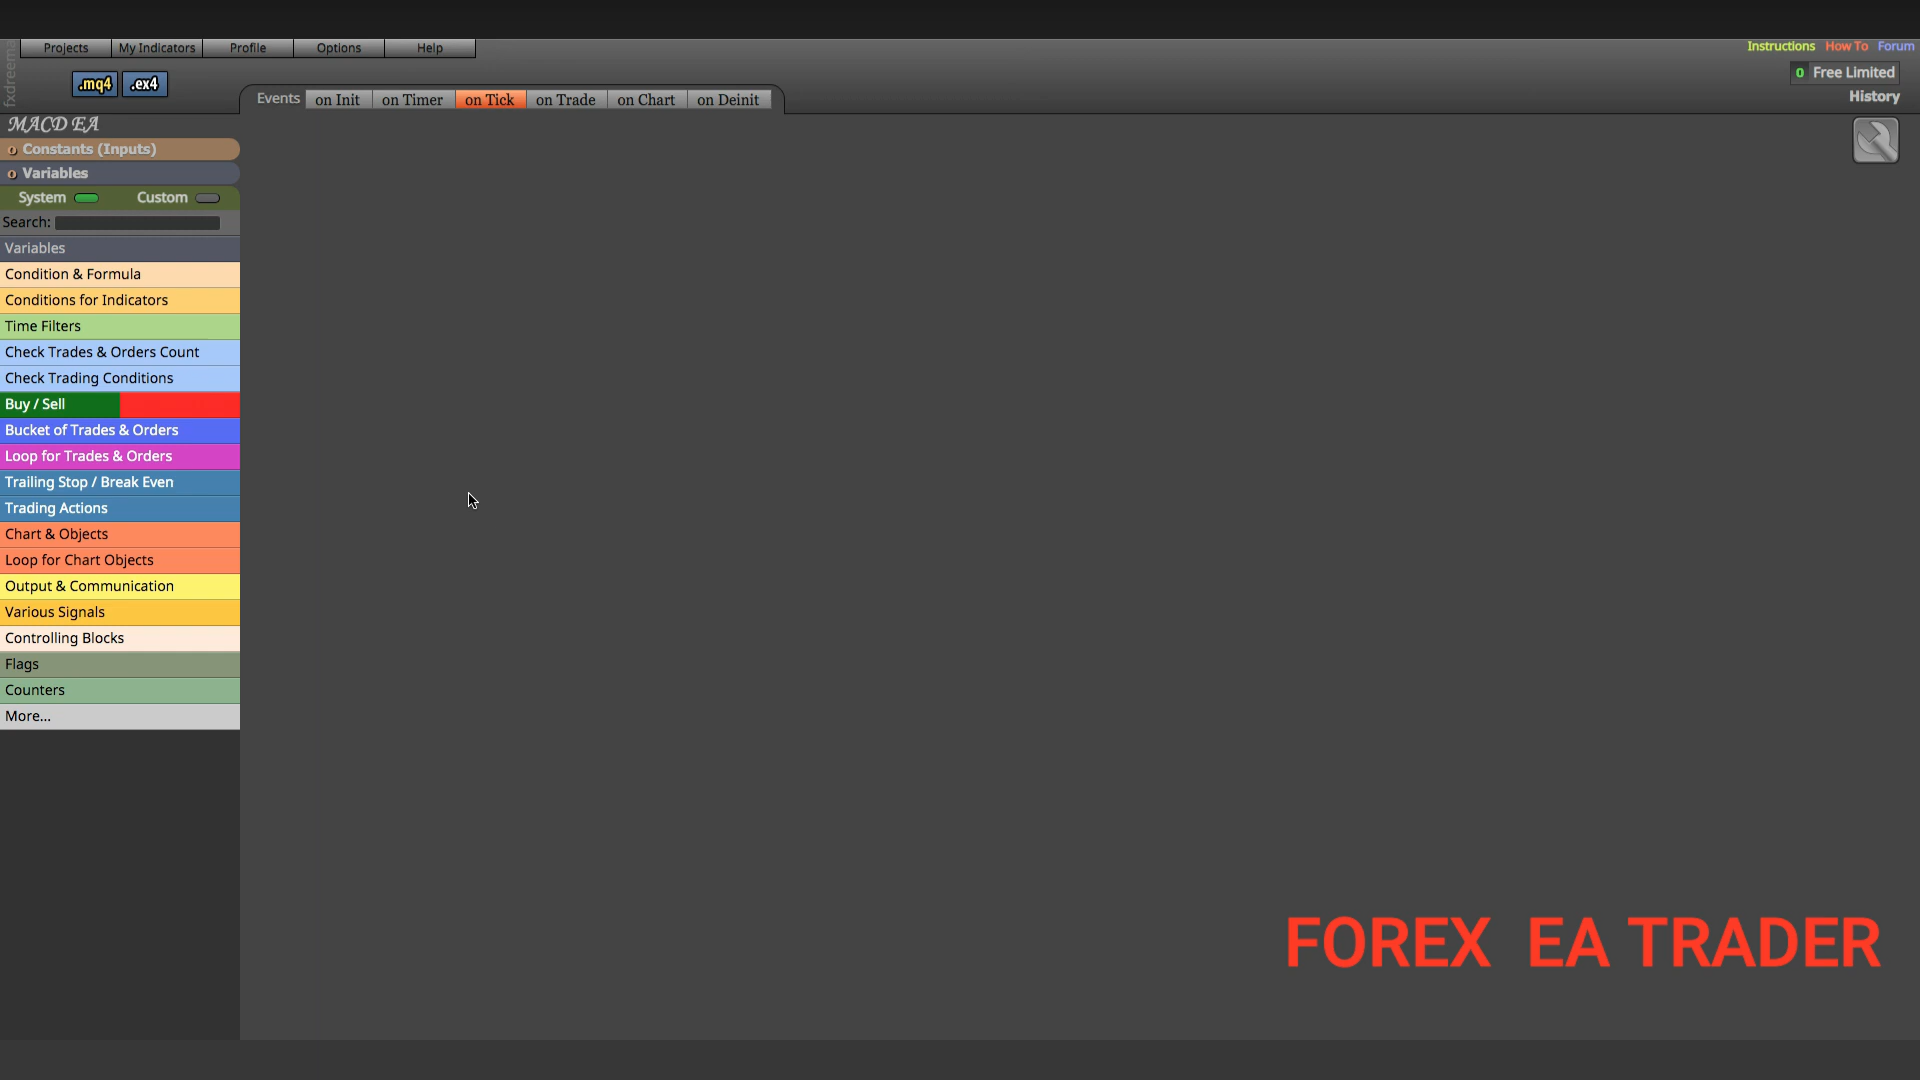 fxdreema
Projects My Indicators Profile Options Help
Instructions How To Forum
0 Free Limited
.mq4 .ex4
History
Events on Init on Timer on Tick on Trade on Chart on Deinit
MACD EA
Constants (Inputs)
Variables
System Custom
Search:
Variables
Condition & Formula
Conditions for Indicators
Time Filters
Check Trades & Orders Count
Check Trading Conditions
Buy / Sell
Bucket of Trades & Orders
Loop for Trades & Orders
Trailing Stop / Break Even
Trading Actions
Chart & Objects
Loop for Chart Objects
Output & Communication
Various Signals
Controlling Blocks
Flags
Counters
More...
FOREX EA TRADER